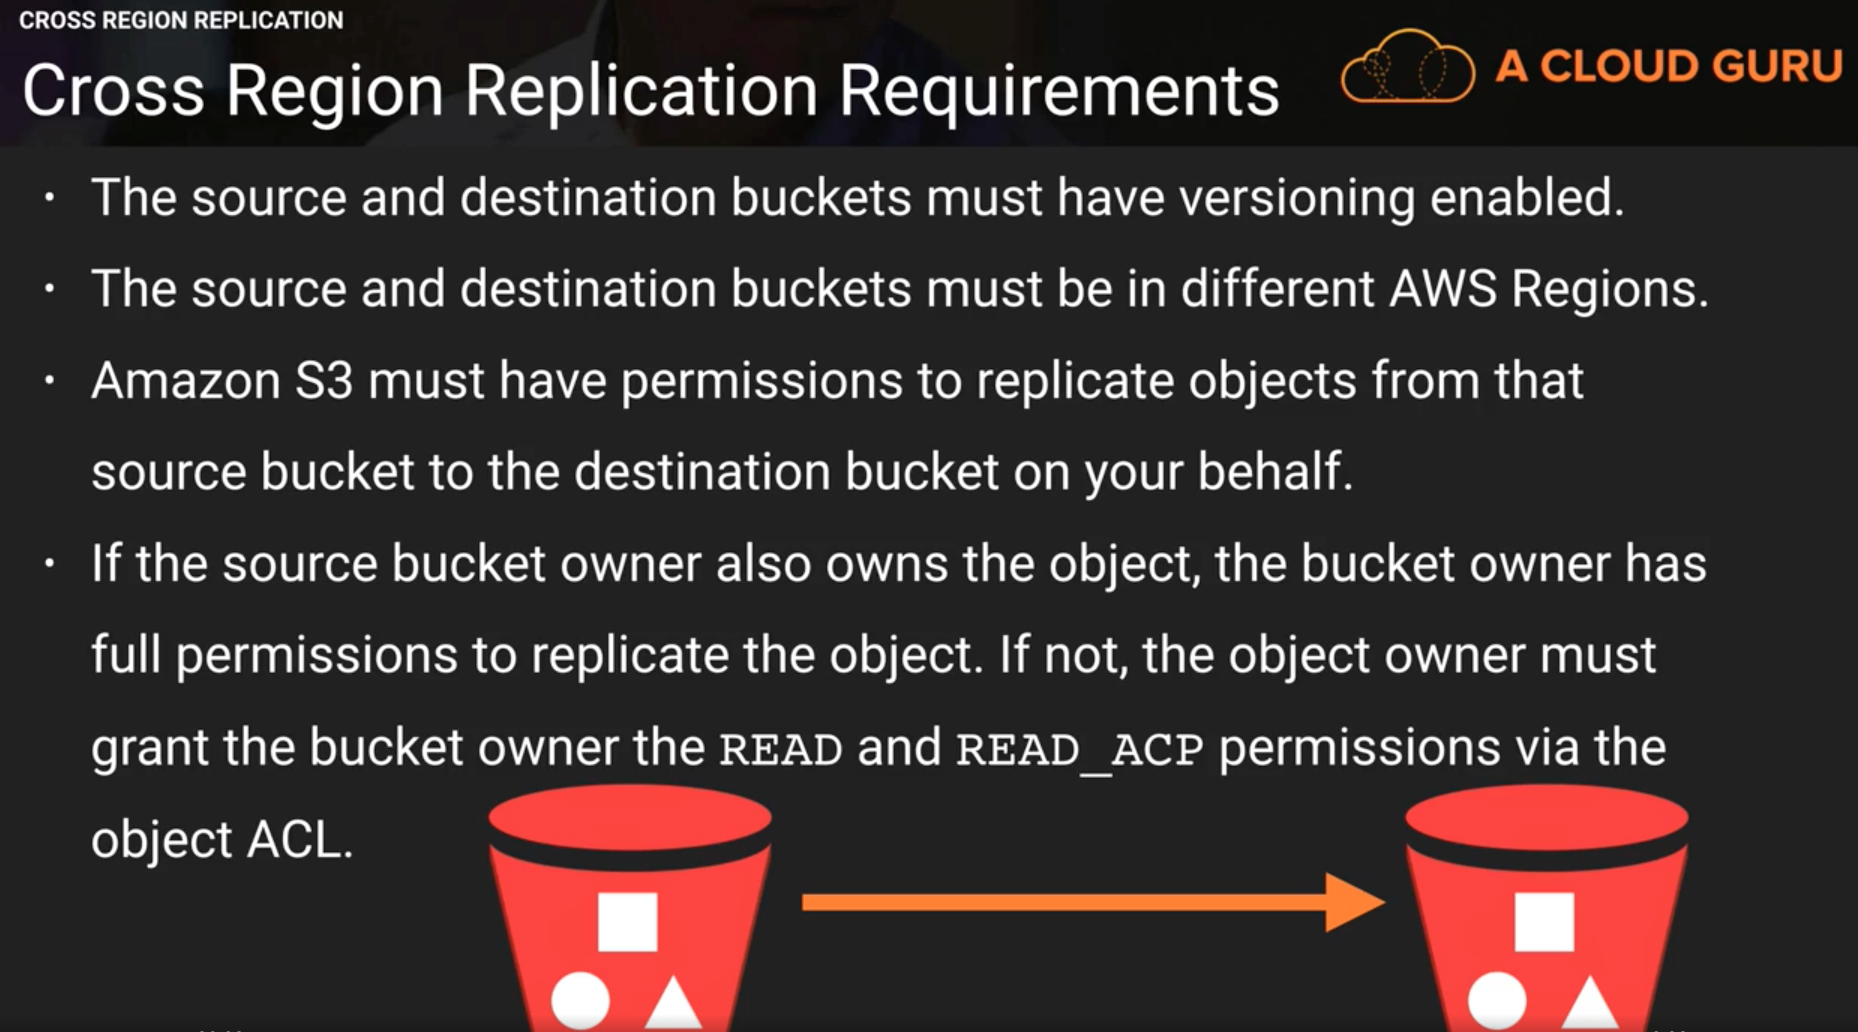 CROSS REGION REPLICATION
Cross Region Replication Requirements
A CLOUD GURU
• The source and destination buckets must have versioning enabled.
• The source and destination buckets must be in different AWS Regions.
• Amazon S3 must have permissions to replicate objects from that
source bucket to the destination bucket on your behalf.
• If the source bucket owner also owns the object, the bucket owner has
full permissions to replicate the object. If not, the object owner must
grant the bucket owner the READ and READ_ACP permissions via the
object ACL.